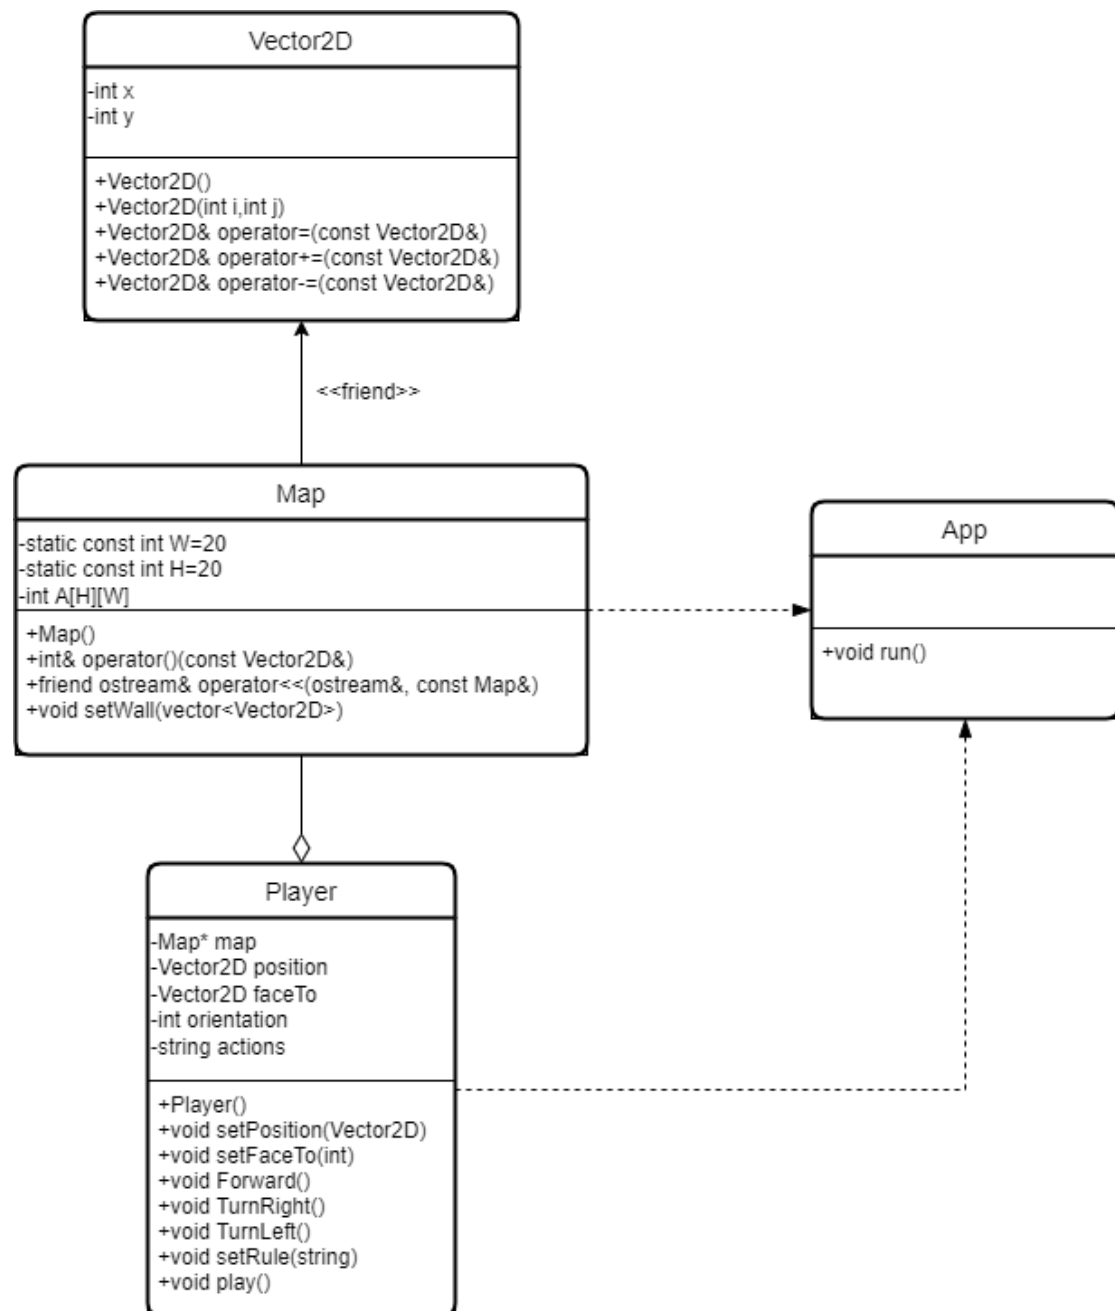 Vector2D
-int x
-int y
+Vector2D()
+Vector2D(int i,int j)
+Vector2D& operator=(const Vector2D&)
+Vector2D& operator+=(const Vector2D&)
+Vector2D& operator-=(const Vector2D&)
<<friend>>
Map
-static const int W=20
-static const int H=20
-int A[H][W]
+Map()
+int& operator()(const Vector2D&)
+friend ostream& operator<<(ostream&, const Map&)
+void setWall(vector<Vector2D>)
App
+void run()
Player
-Map* map
-Vector2D position
-Vector2D faceTo
-int orientation
-string actions
+Player()
+void setPosition(Vector2D)
+void setFaceTo(int)
+void Forward()
+void TurnRight()
+void TurnLeft()
+void setRule(string)
+void play()